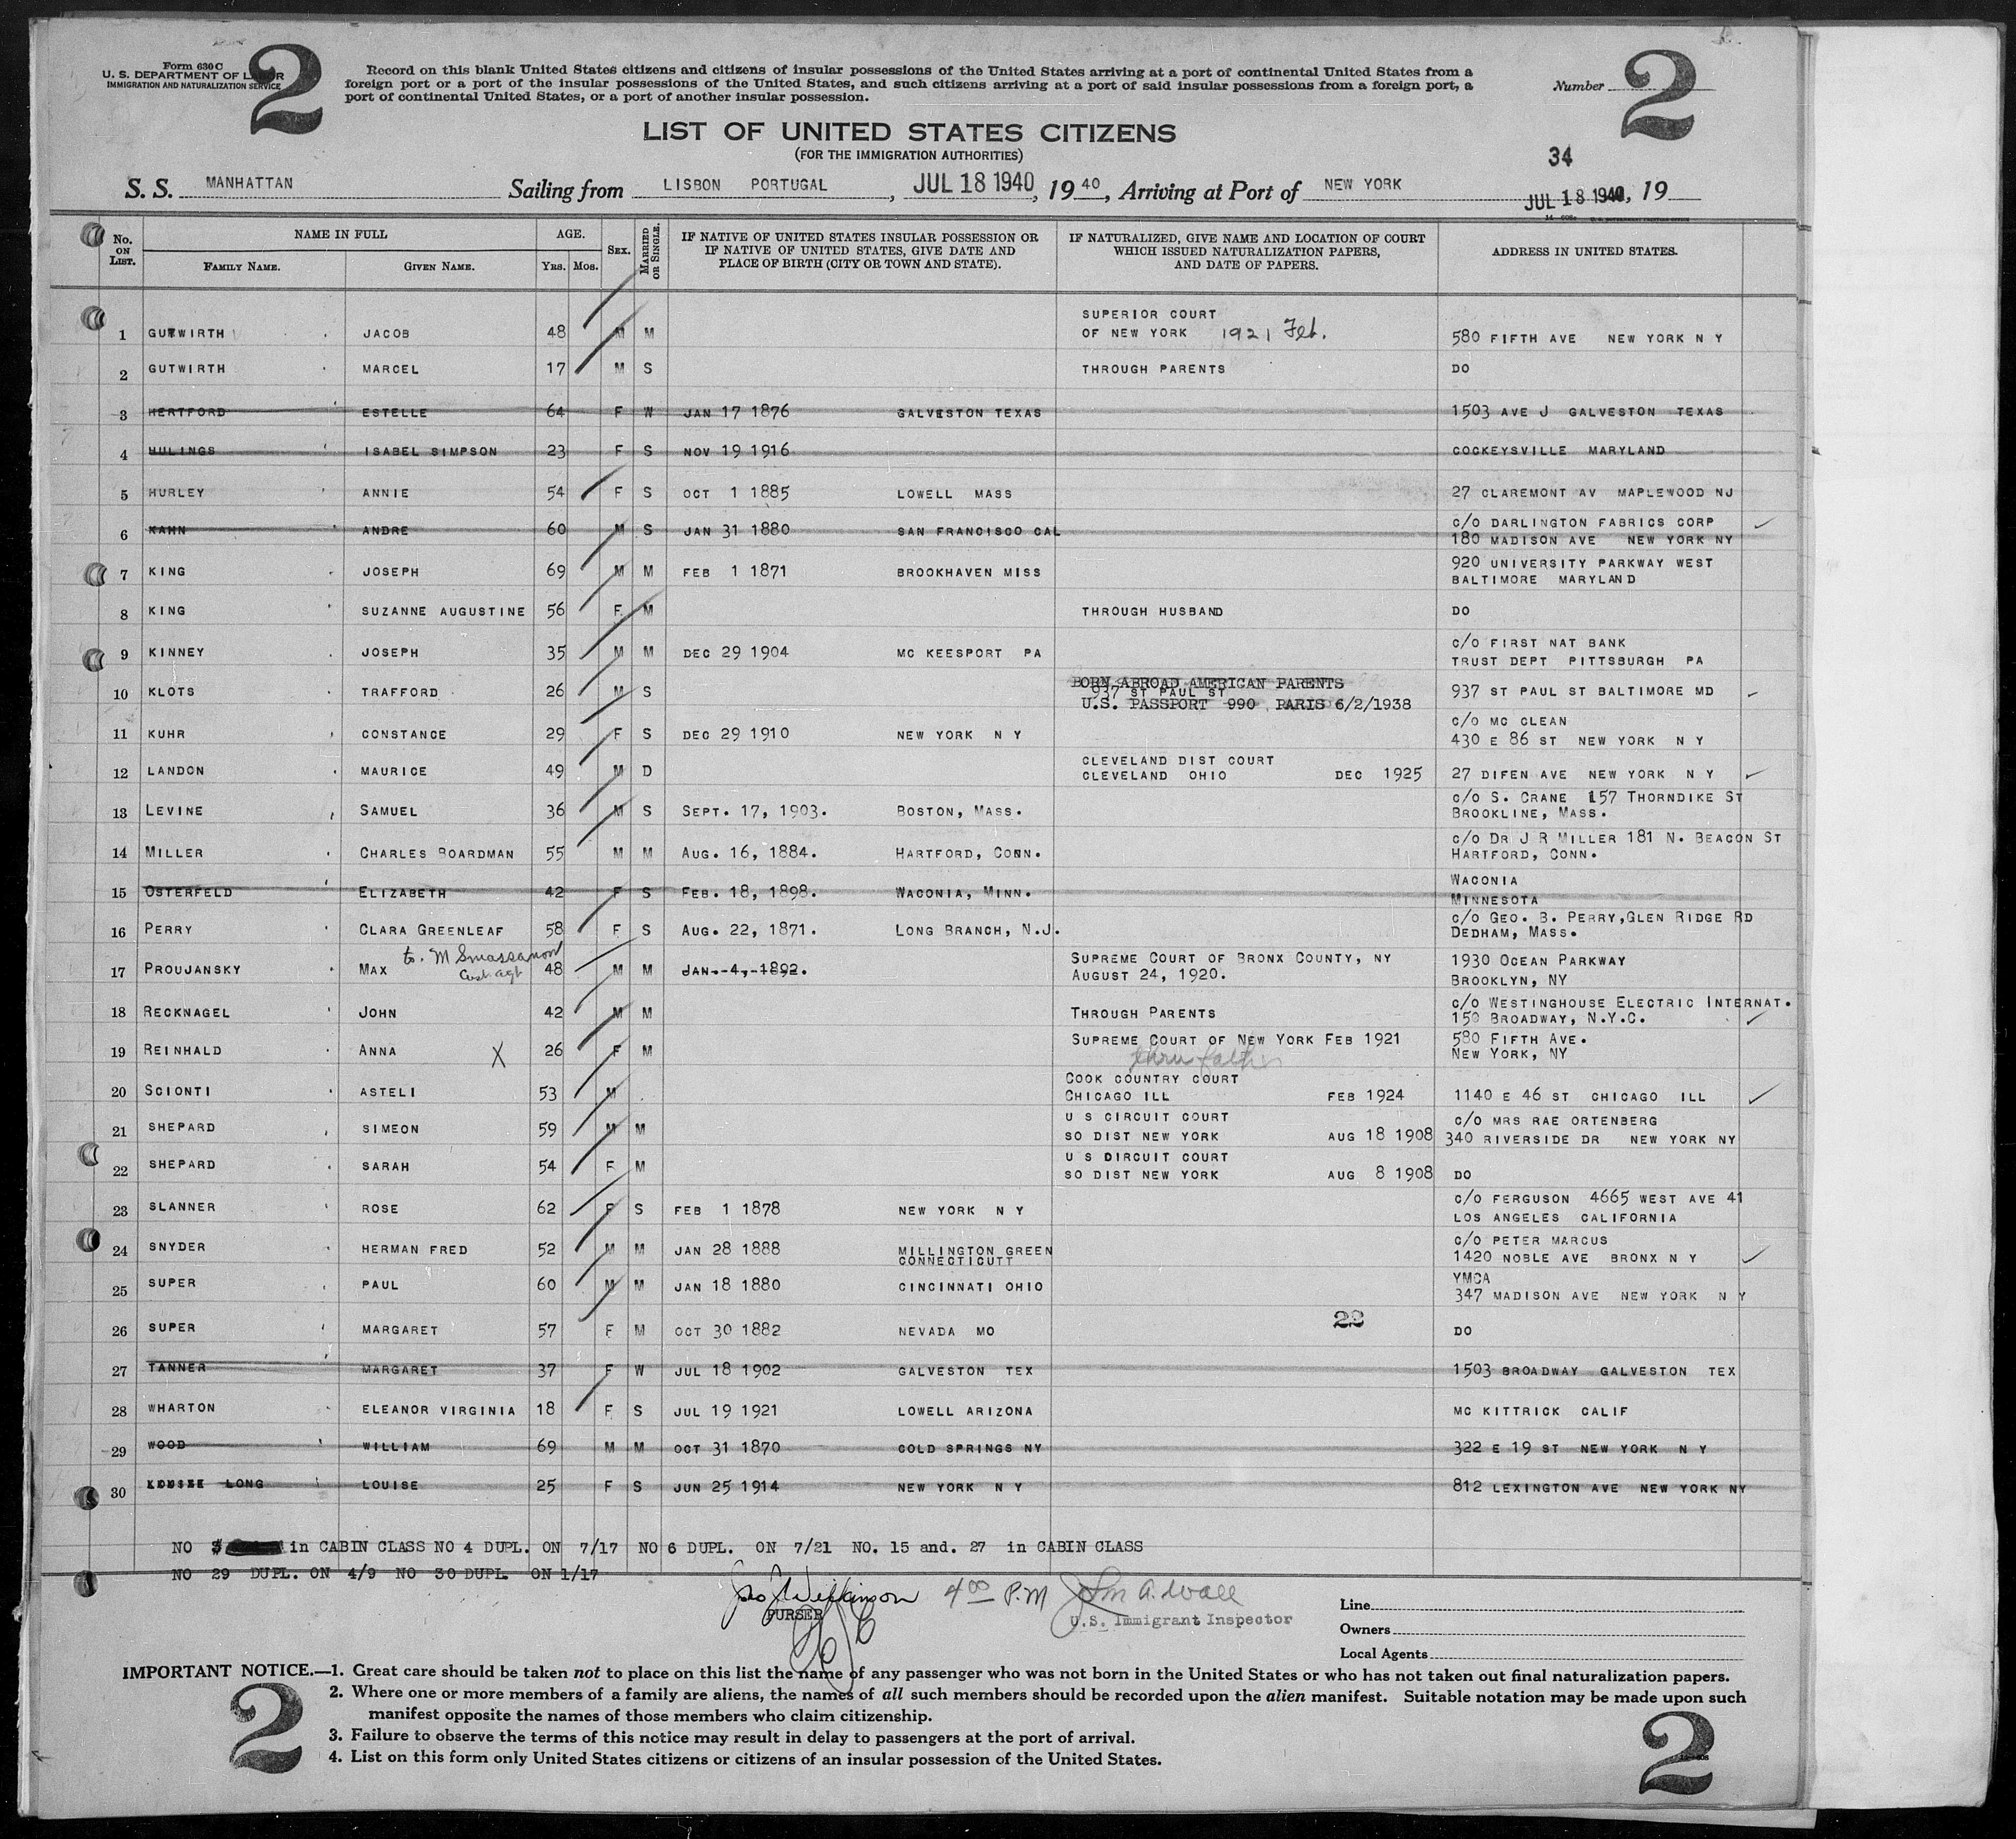 Form 630 C
U. S. DEPARTMENT OF LABOR
IMMIGRATION AND NATURALIZATION SERVICE
2
Record on this blank United States citizens and citizens of insular possessions of the United States arriving at a port of continental United States from a
foreign port or a port of the insular possessions of the United States, and such citizens arriving at a port of said insular possessions from a foreign port, a
port of continental United States, or a port of another insular possession.
Number
2
LIST OF UNITED STATES CITIZENS
(FOR THE IMMIGRATION AUTHORITIES)
34
S. S. MANHATTAN Sailing from LISBON PORTUGAL, JUL 18 1940, 19 40, Arriving at Port of NEW YORK JUL 18 1940, 19
No. ON LIST. NAME IN FULL FAMILY NAME. GIVEN NAME. AGE. YRS. MOS. SEX. MARRIED OR SINGLE. IF NATIVE OF UNITED STATES INSULAR POSSESSION OR IF NATIVE OF UNITED STATES, GIVE DATE AND PLACE OF BIRTH (CITY OR TOWN AND STATE). IF NATURALIZED, GIVE NAME AND LOCATION OF COURT WHICH ISSUED NATURALIZATION PAPERS, AND DATE OF PAPERS. ADDRESS IN UNITED STATES.
1 GUTWIRTH JACOB 48 M M SUPERIOR COURT OF NEW YORK 1921 Feb. 580 FIFTH AVE NEW YORK N Y
2 GUTWIRTH MARCEL 17 M S THROUGH PARENTS DO
3 HERTFORD ESTELLE 64 F W JAN 17 1876 GALVESTON TEXAS 1503 AVE J GALVESTON TEXAS
4 HULINGS ISABEL SIMPSON 23 F S NOV 19 1916 COCKEYSVILLE MARYLAND
5 HURLEY ANNIE 54 F S OCT 1 1885 LOWELL MASS 27 CLAREMONT AV MAPLEWOOD NJ
6 KAHN ANDRE 60 M S JAN 31 1880 SAN FRANCISCO CAL C/O DARLINGTON FABRICS CORP 180 MADISON AVE NEW YORK NY
7 KING JOSEPH 69 M M FEB 1 1871 BROOKHAVEN MISS 920 UNIVERSITY PARKWAY WEST BALTIMORE MARYLAND
8 KING SUZANNE AUGUSTINE 56 F M THROUGH HUSBAND DO
9 KINNEY JOSEPH 35 M M DEC 29 1904 MC KEESPORT PA C/O FIRST NAT BANK TRUST DEPT PITTSBURGH PA
10 KLOTS TRAFFORD 26 M S BORN ABROAD AMERICAN PARENTS 937 ST PAUL ST U.S. PASSPORT 990 PARIS 6/2/1938 937 ST PAUL ST BALTIMORE MD
11 KUHR CONSTANCE 29 F S DEC 29 1910 NEW YORK N Y C/O MC CLEAN 430 E 86 ST NEW YORK N Y
12 LANDON MAURICE 49 M D CLEVELAND DIST COURT CLEVELAND OHIO DEC 1925 27 DIFEN AVE NEW YORK N Y
13 LEVINE SAMUEL 36 M S SEPT. 17, 1903. BOSTON, MASS. C/O S. CRANE 157 THORNDIKE ST BROOKLINE, MASS.
14 MILLER CHARLES BOARDMAN 55 M M AUG. 16, 1884. HARTFORD, CONN. C/O DR J R MILLER 181 N. BEACON ST HARTFORD, CONN.
15 OSTERFELD ELIZABETH 42 F S FEB. 18, 1898. WACONIA, MINN. WACONIA MINNESOTA
16 PERRY CLARA GREENLEAF 58 F S AUG. 22, 1871. LONG BRANCH, N.J. C/O GEO. B. PERRY, GLEN RIDGE RD DEDHAM, MASS.
17 PROUJANSKY MAX 48 M M JAN. 4, 1892. SUPREME COURT OF BRONX COUNTY, NY AUGUST 24, 1920. 1930 OCEAN PARKWAY BROOKLYN, NY
18 RECKNAGEL JOHN 42 M M THROUGH PARENTS C/O WESTINGHOUSE ELECTRIC INTERNAT. 150 BROADWAY, N.Y.C.
19 REINHALD ANNA X 26 F M SUPREME COURT OF NEW YORK FEB 1921 thru father 580 FIFTH AVE. NEW YORK, NY
20 SCIONTI ASTELI 53 M COOK COUNTRY COURT CHICAGO ILL FEB 1924 1140 E 46 ST CHICAGO ILL
21 SHEPARD SIMEON 59 M M U S CIRCUIT COURT SO DIST NEW YORK AUG 18 1908 C/O MRS RAE ORTENBERG 340 RIVERSIDE DR NEW YORK NY
22 SHEPARD SARAH 54 F M U S DIRCUIT COURT SO DIST NEW YORK AUG 8 1908 DO
23 SLANNER ROSE 62 F S FEB 1 1878 NEW YORK N Y C/O FERGUSON 4665 WEST AVE 41 LOS ANGELES CALIFORNIA
24 SNYDER HERMAN FRED 52 M M JAN 28 1888 MILLINGTON GREEN CONNECTICUTT C/O PETER MARCUS 1420 NOBLE AVE BRONX N Y
25 SUPER PAUL 60 M M JAN 18 1880 CINCINNATI OHIO YMCA 347 MADISON AVE NEW YORK N Y
26 SUPER MARGARET 57 F M OCT 30 1882 NEVADA MO DO
27 TANNER MARGARET 37 F W JUL 18 1902 GALVESTON TEX 1503 BROADWAY GALVESTON TEX
28 WHARTON ELEANOR VIRGINIA 18 F S JUL 19 1921 LOWELL ARIZONA MC KITTRICK CALIF
29 WOOD WILLIAM 69 M M OCT 31 1870 COLD SPRINGS NY 322 E 19 ST NEW YORK N Y
30 LONG LOUISE 25 F S JUN 25 1914 NEW YORK N Y 812 LEXINGTON AVE NEW YORK NY
NO 3 in CABIN CLASS NO 4 DUPL. ON 7/17 NO 6 DUPL. ON 7/21 NO. 15 and. 27 in CABIN CLASS
NO 29 DUPL. ON 4/9 NO 30 DUPL ON 1/17
Wilkinson 4 00 P.M John A. Wall
PURSER
U.S. Immigrant Inspector
Line
Owners
Local Agents
IMPORTANT NOTICE.—1. Great care should be taken not to place on this list the name of any passenger who was not born in the United States or who has not taken out final naturalization papers.
2. Where one or more members of a family are aliens, the names of all such members should be recorded upon the alien manifest. Suitable notation may be made upon such
manifest opposite the names of those members who claim citizenship.
3. Failure to observe the terms of this notice may result in delay to passengers at the port of arrival.
4. List on this form only United States citizens or citizens of an insular possession of the United States.
2
2